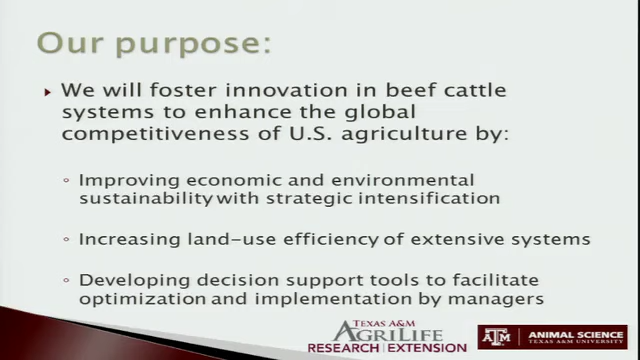 Our purpose:
We will foster innovation in beef cattle
systems to enhance the global
competitiveness of U.S. agriculture by:
Improving economic and environmental
sustainability with strategic intensification
Increasing land-use efficiency of extensive systems
Developing decision support tools to facilitate
optimization and implementation by managers
TEXAS A&M
AGRILIFE
RESEARCH | EXTENSION
ATM
ANIMAL SCIENCE
TEXAS A&M UNIVERSITY